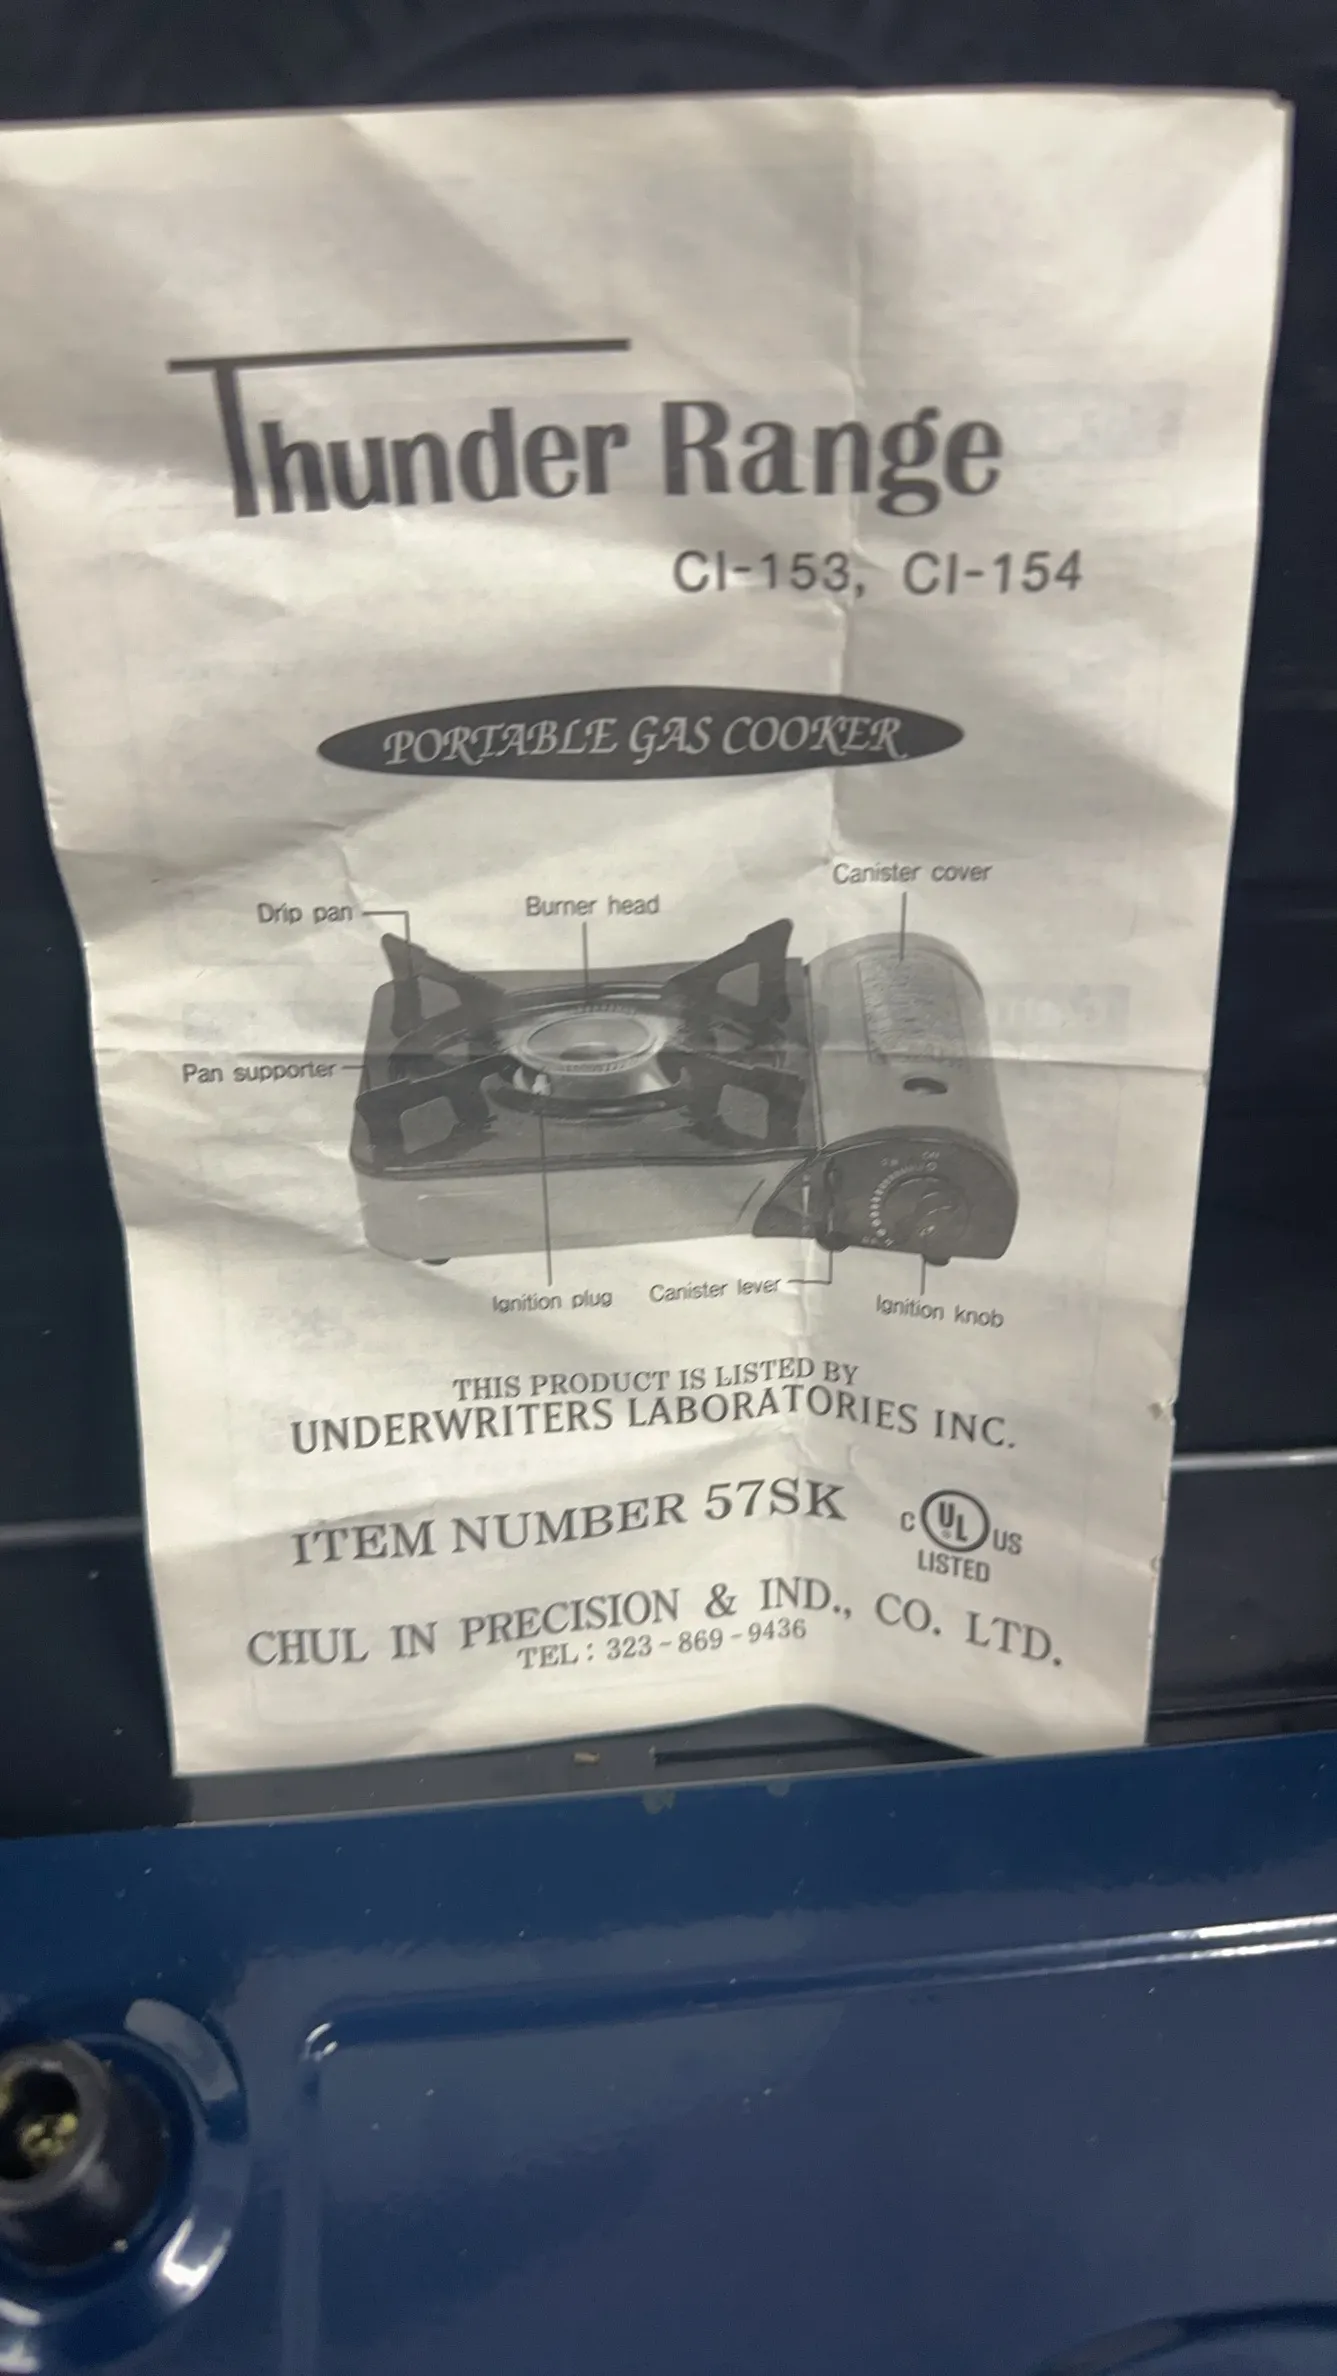 Thunder Range
CI-153, CI-154
PORTABLE GAS COOKER
Canister cover
Drip pan
Burner head
Pan supporter
Ignition plug
Canister lever
Ignition knob
THIS PRODUCT IS LISTED BY
UNDERWRITERS LABORATORIES INC.
ITEM NUMBER 57SK
C UL US
LISTED
CHUL IN PRECISION & IND., CO. LTD.
TEL : 323-869-9436